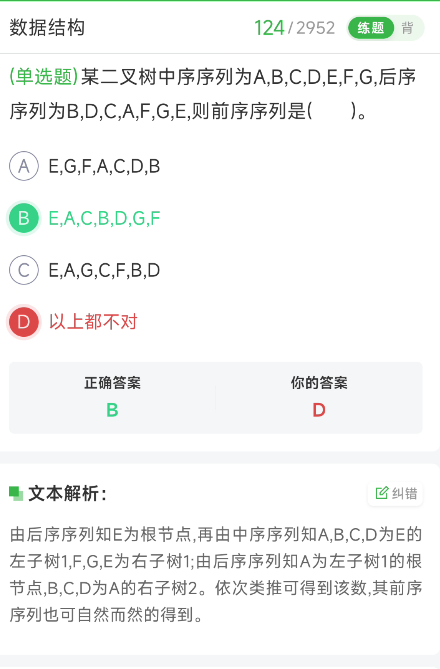 数据结构 124/2952 练题 背
(单选题)某二叉树中序序列为A,B,C,D,E,F,G,后序
序列为B,D,C,A,F,G,E,则前序序列是( )。
A E,G,F,A,C,D,B
B E,A,C,B,D,G,F
C E,A,G,C,F,B,D
D 以上都不对
正确答案 你的答案
B D
文本解析: 纠错
由后序序列知E为根节点,再由中序序列知A,B,C,D为E的
左子树1,F,G,E为右子树1;由后序序列知A为左子树1的根
节点,B,C,D为A的右子树2。依次类推可得到该数,其前序
序列也可自然而然的得到。